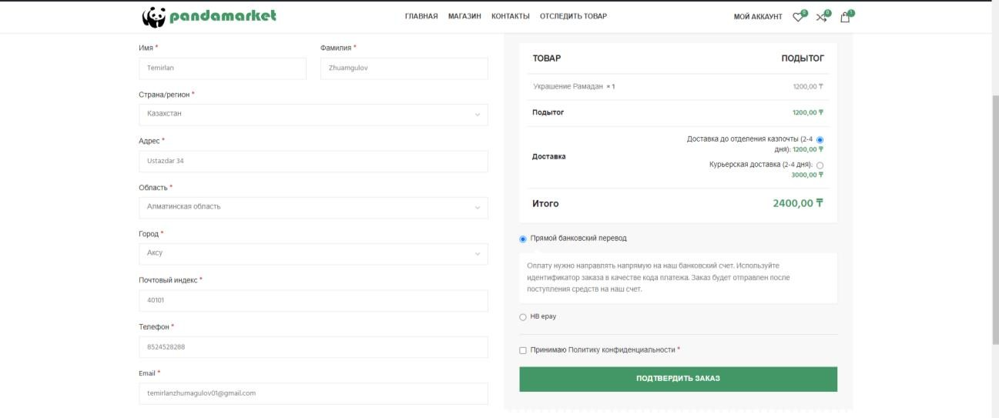 pandamarket
ГЛАВНАЯ МАГАЗИН КОНТАКТЫ ОТСЛЕДИТЬ ТОВАР
МОЙ АККАУНТ 0 0 1
Имя * Фамилия *
Temirlan Zhuamgulov
Страна/регион *
Казахстан
Адрес *
Ustazdar 34
Область *
Алматинская область
Город *
Аксу
Почтовый индекс *
40101
Телефон *
8524528288
Email *
temirlanzhumagulov01@gmail.com
ТОВАР ПОДЫТОГ
Украшение Рамадан × 1 1200,00 ₸
Подытог 1200,00 ₸
Доставка
Доставка до отделения казпочты (2-4
дня): 1200,00 ₸
Курьерская доставка (2-4 дня):
3000,00 ₸
Итого 2400,00 ₸
Прямой банковский перевод
Оплату нужно направлять напрямую на наш банковский счет. Используйте
идентификатор заказа в качестве кода платежа. Заказ будет отправлен после
поступления средств на наш счет.
HB epay
Принимаю Политику конфиденциальности *
ПОДТВЕРДИТЬ ЗАКАЗ